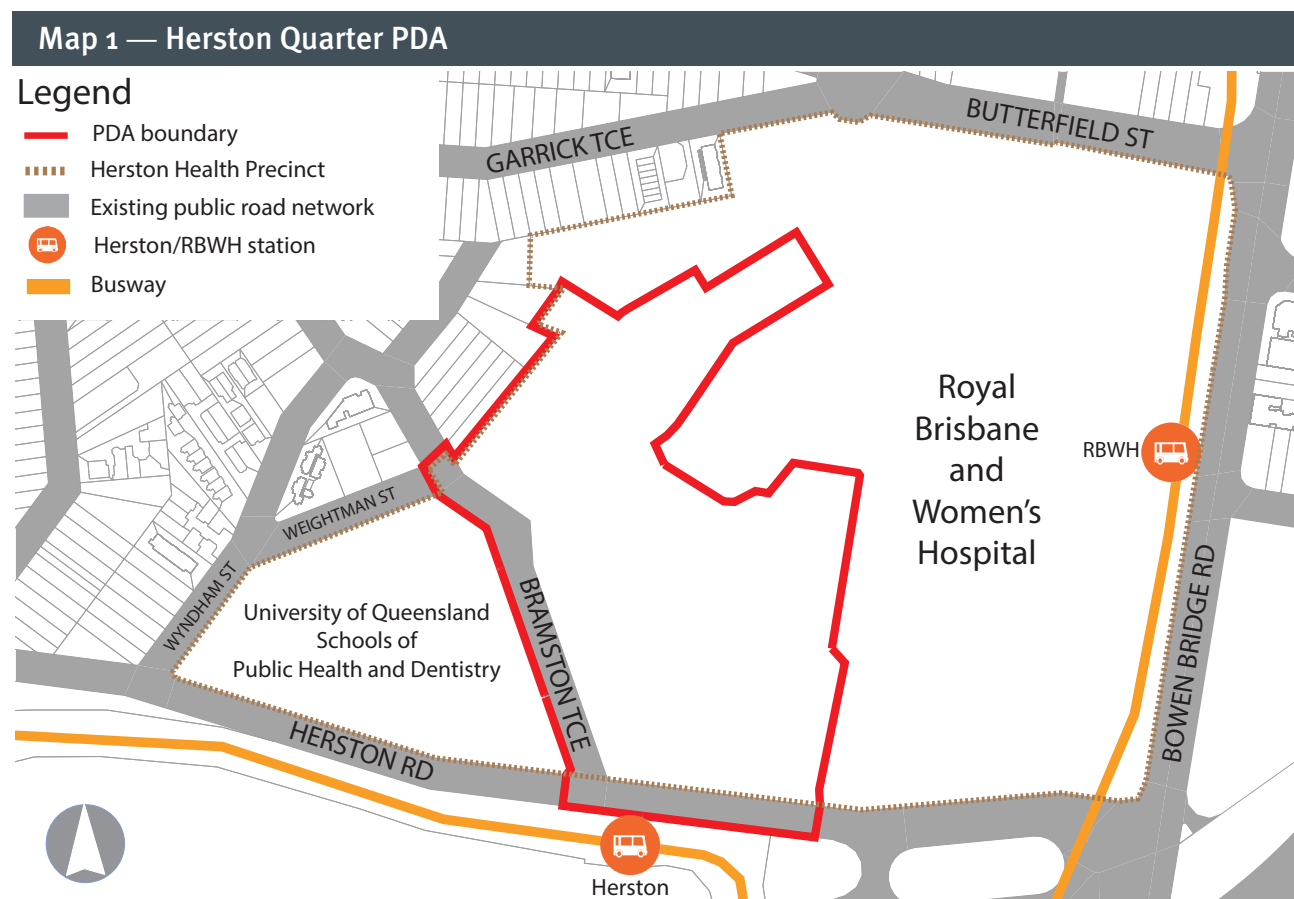 Map 1 — Herston Quarter PDA
Legend
PDA boundary
Herston Health Precinct
Existing public road network
Herston/RBWH station
Busway
GARRICK TCE
BUTTERFIELD ST
Royal
Brisbane
and
Women's
Hospital
RBWH
WEIGHTMAN ST
WYNDHAM ST
University of Queensland
Schools of
Public Health and Dentistry
BRAMSTON TCE
BOWEN BRIDGE RD
HERSTON RD
Herston